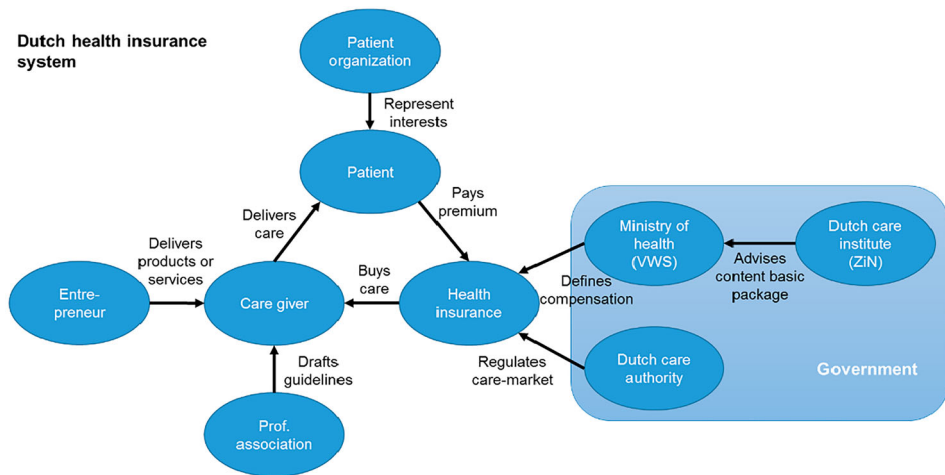 Dutch health insurance
system
Patient
organization
Represent
interests
Patient
Pays
premium
Delivers
care
Ministry of
health
(VWS)
Dutch care
institute
(ZiN)
Advises
content basic
package
Delivers
products or
services
Entre-
preneur
Care giver
Buys
care
Health
insurance
Defines
compensation
Regulates
care-market
Dutch care
authority
Government
Drafts
guidelines
Prof.
association